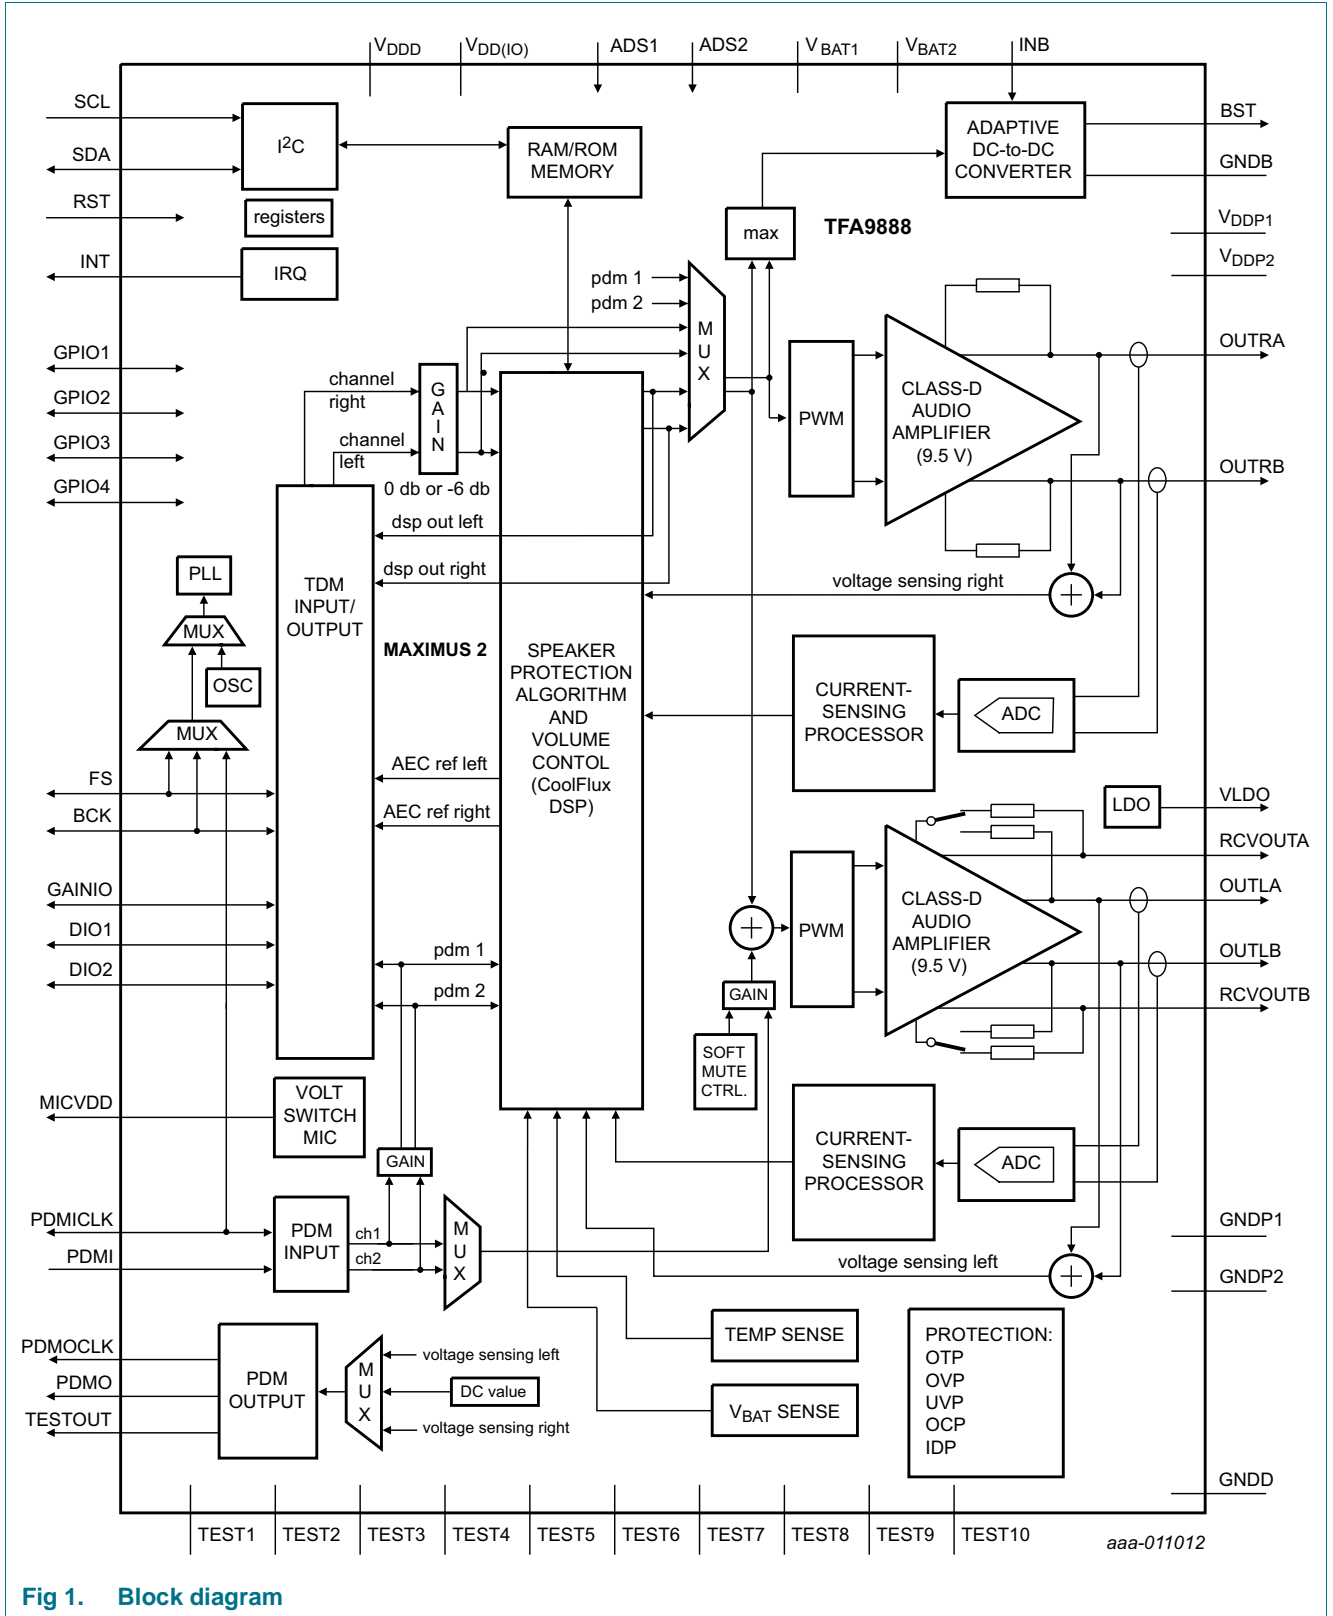 VDDD
VDD(IO)
ADS1
ADS2
VBAT1
VBAT2
INB
SCL
SDA
RST
INT
GPIO1
GPIO2
GPIO3
GPIO4
I2C
registers
IRQ
RAM/ROM
MEMORY
ADAPTIVE
DC-to-DC
CONVERTER
BST
GNDB
VDDP1
VDDP2
max
TFA9888
pdm 1
pdm 2
M
U
X
channel
right
channel
left
G
A
I
N
0 db or -6 db
PWM
CLASS-D
AUDIO
AMPLIFIER
(9.5 V)
OUTRA
OUTRB
dsp out left
dsp out right
voltage sensing right
+
PLL
MUX
OSC
MUX
TDM
INPUT/
OUTPUT
MAXIMUS 2
SPEAKER
PROTECTION
ALGORITHM
AND
VOLUME
CONTOL
(CoolFlux
DSP)
CURRENT-
SENSING
PROCESSOR
ADC
AEC ref left
AEC ref right
FS
BCK
GAINIO
DIO1
DIO2
LDO
VLDO
RCVOUTA
OUTLA
OUTLB
RCVOUTB
pdm 1
pdm 2
+
PWM
CLASS-D
AUDIO
AMPLIFIER
(9.5 V)
GAIN
SOFT
MUTE
CTRL.
MICVDD
VOLT
SWITCH
MIC
GAIN
CURRENT-
SENSING
PROCESSOR
ADC
PDMICLK
PDMI
PDM
INPUT
ch1
ch2
M
U
X
voltage sensing left
+
GNDP1
GNDP2
PDMOCLK
PDMO
TESTOUT
PDM
OUTPUT
M
U
X
voltage sensing left
DC value
voltage sensing right
TEMP SENSE
VBAT SENSE
PROTECTION:
OTP
OVP
UVP
OCP
IDP
GNDD
TEST1
TEST2
TEST3
TEST4
TEST5
TEST6
TEST7
TEST8
TEST9
TEST10
aaa-011012
Fig 1. Block diagram